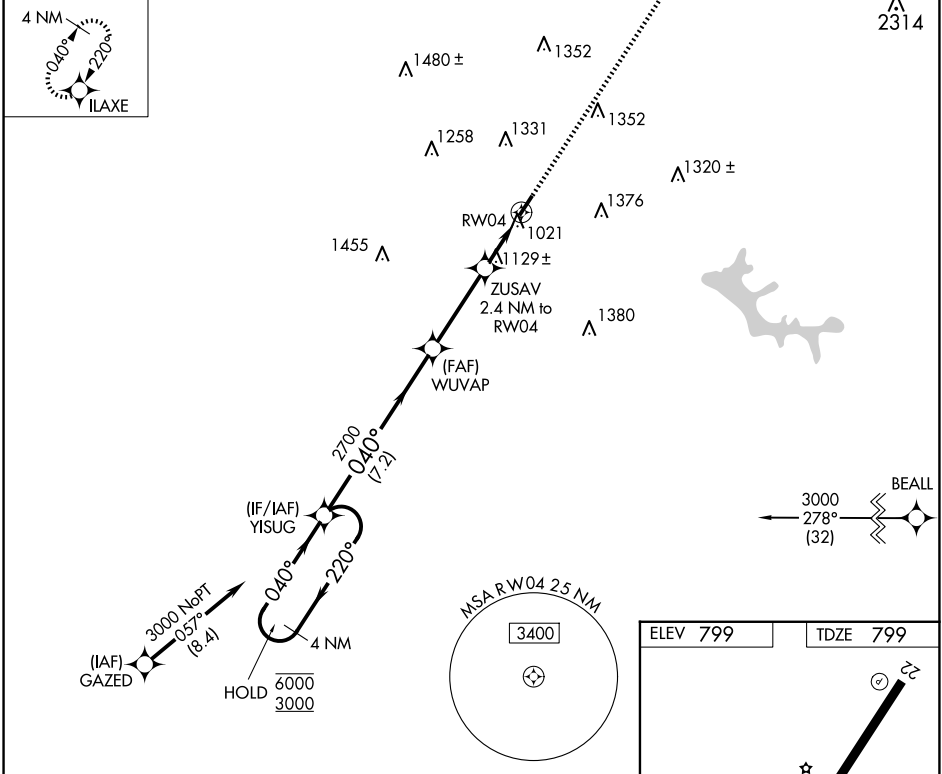 4 NM
040°
220°
ILAXE
1480 ±
1352
2314
1258
1331
1352
1320 ±
1376
RW04
1021
1455
1129 ±
ZUSAV
2.4 NM to
RW04
1380
(FAF)
WUVAP
2700
040°
(7.2)
(IF/IAF)
YISUG
BEALL
3000
278°
(32)
040°
220°
3000 NoPT
057°
(8.4)
4 NM
(IAF)
GAZED
HOLD
6000
3000
MSA RW04 25 NM
3400
ELEV 799
TDZE 799
22